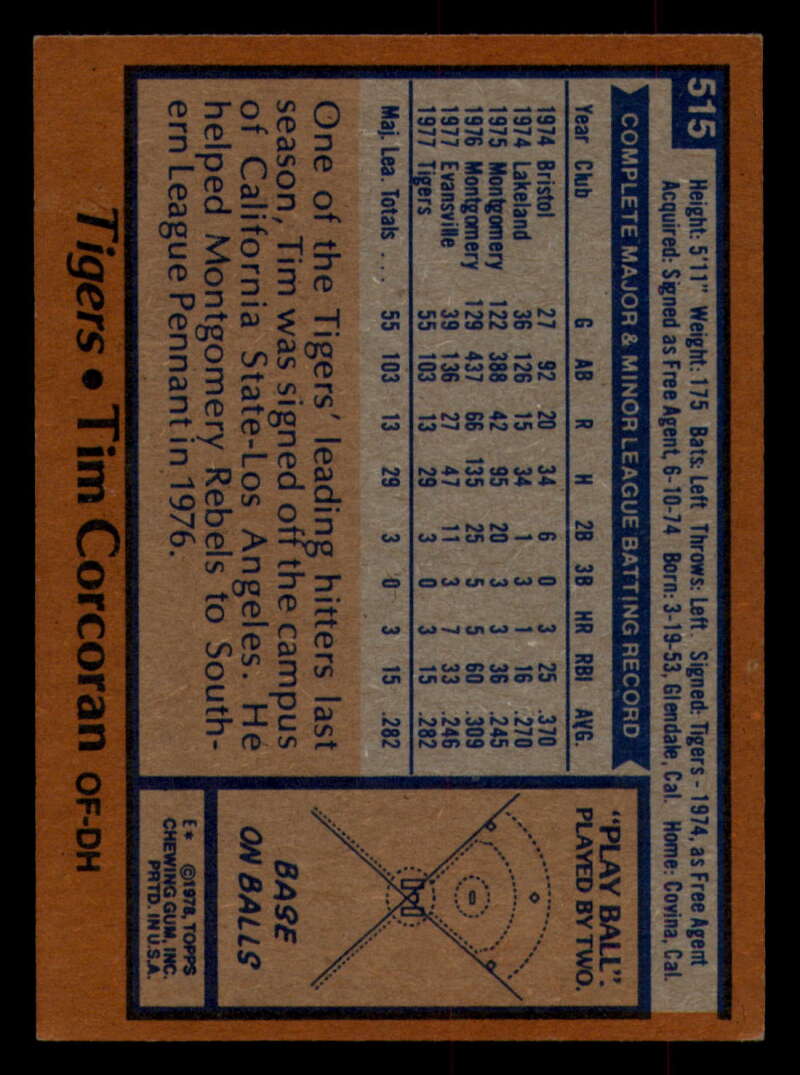 515
Height: 5'11" Weight: 175 Bats: Left Throws: Left Signed: Tigers - 1974, as Free Agent
Acquired: Signed as Free Agent, 6-10-74 Born: 3-19-53, Glendale, Cal. Home: Covina, Cal.
COMPLETE MAJOR & MINOR LEAGUE BATTING RECORD
Year Club G AB R H 2B 3B HR RBI AVG.
1974 Bristol 27 92 20 34 6 0 3 25 .370
1974 Lakeland 36 126 15 34 1 3 1 16 .270
1975 Montgomery 122 388 42 95 20 3 3 36 .245
1976 Montgomery 129 437 66 135 25 5 5 60 .309
1977 Evansville 39 136 27 47 11 3 7 33 .246
1977 Tigers 55 103 13 29 3 0 3 15 .282
Maj. Lea. Totals ... 55 103 13 29 3 0 3 15 .282
One of the Tigers' leading hitters last
season, Tim was signed off the campus
of California State-Los Angeles. He
helped Montgomery Rebels to South-
ern League Pennant in 1976.
"PLAY BALL".
PLAYED BY TWO.
BASE
ON BALLS
E* ©1978, TOPPS
CHEWING GUM, INC.
PRTD. IN U.S.A.
Tigers • Tim Corcoran OF-DH